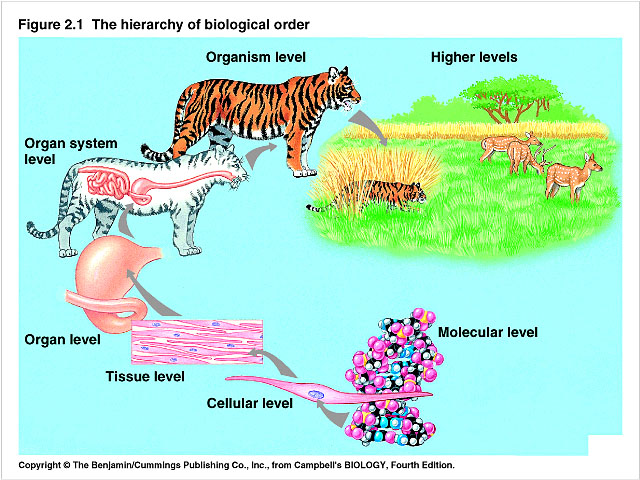 Figure 2.1 The hierarchy of biological order
Organism level
Higher levels
Organ system
level
Organ level
Tissue level
Cellular level
Molecular level
Copyright © The Benjamin/Cummings Publishing Co., Inc., from Campbell's BIOLOGY, Fourth Edition.